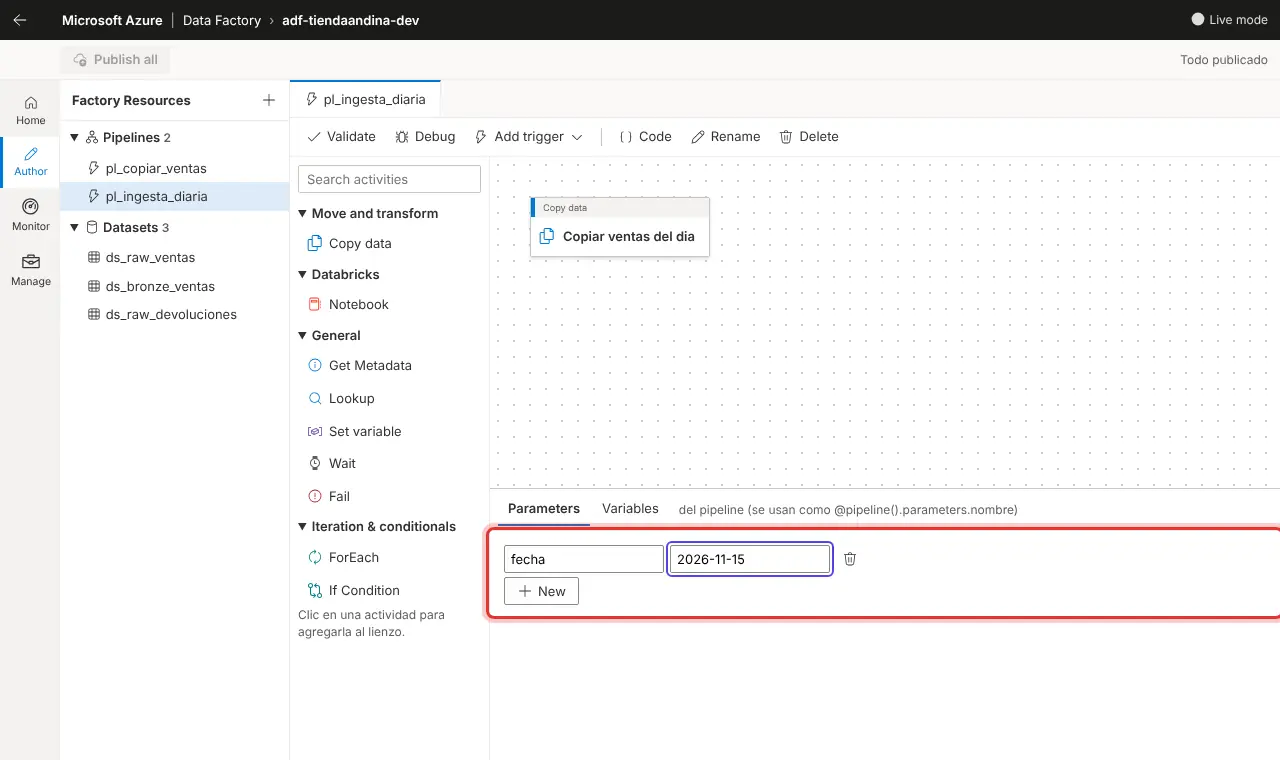 Microsoft Azure | Data Factory › adf-tiendaandina-dev
Live mode
Publish all
Todo publicado
Home
Author
Monitor
Manage
Factory Resources
Pipelines 2
pl_copiar_ventas
pl_ingesta_diaria
Datasets 3
ds_raw_ventas
ds_bronze_ventas
ds_raw_devoluciones
pl_ingesta_diaria
Validate
Debug
Add trigger
Code
Rename
Delete
Search activities
Move and transform
Copy data
Databricks
Notebook
General
Get Metadata
Lookup
Set variable
Wait
Fail
Iteration & conditionals
ForEach
If Condition
Clic en una actividad para
agregarla al lienzo.
Copy data
Copiar ventas del dia
Parameters
Variables
del pipeline (se usan como @pipeline().parameters.nombre)
fecha
2026-11-15
New